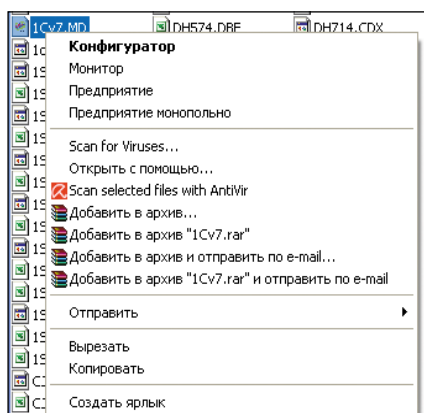 1Cv7.MD DH574.DBF DH714.CDX
Конфигуратор
Монитор
Предприятие
Предприятие монопольно
Scan for Viruses...
Открыть с помощью...
Scan selected files with AntiVir
Добавить в архив...
Добавить в архив "1Cv7.rar"
Добавить в архив и отправить по e-mail...
Добавить в архив "1Cv7.rar" и отправить по e-mail
Отправить
Вырезать
Копировать
Создать ярлык